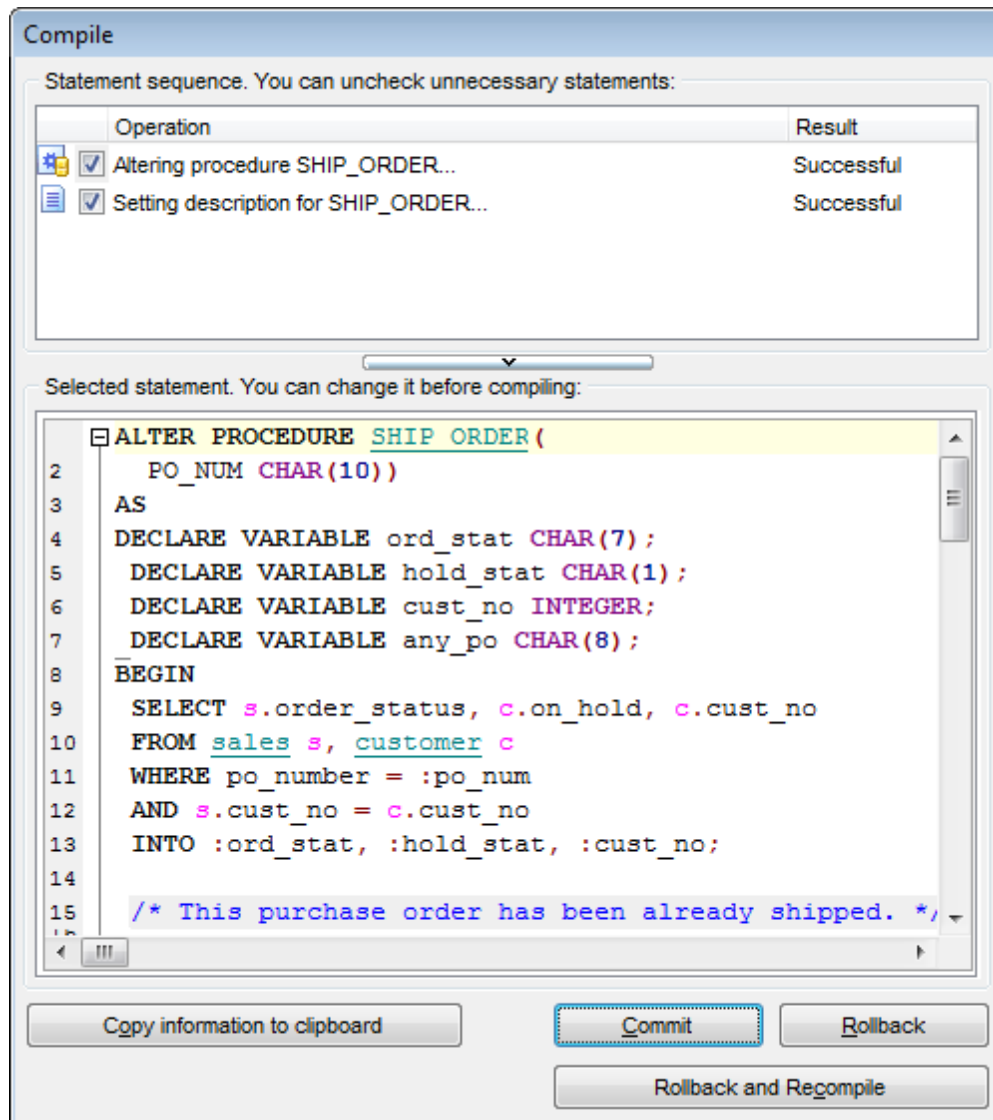 Compile
Statement sequence. You can uncheck unnecessary statements:
Operation Result
Altering procedure SHIP_ORDER... Successful
Setting description for SHIP_ORDER... Successful
Selected statement. You can change it before compiling:
ALTER PROCEDURE SHIP_ORDER(
2 PO_NUM CHAR(10))
3 AS
4 DECLARE VARIABLE ord_stat CHAR(7);
5 DECLARE VARIABLE hold_stat CHAR(1);
6 DECLARE VARIABLE cust_no INTEGER;
7 DECLARE VARIABLE any_po CHAR(8);
8 BEGIN
9 SELECT s.order_status, c.on_hold, c.cust_no
10 FROM sales s, customer c
11 WHERE po_number = :po_num
12 AND s.cust_no = c.cust_no
13 INTO :ord_stat, :hold_stat, :cust_no;
14
15 /* This purchase order has been already shipped. */
Copy information to clipboard Commit Rollback
Rollback and Recompile